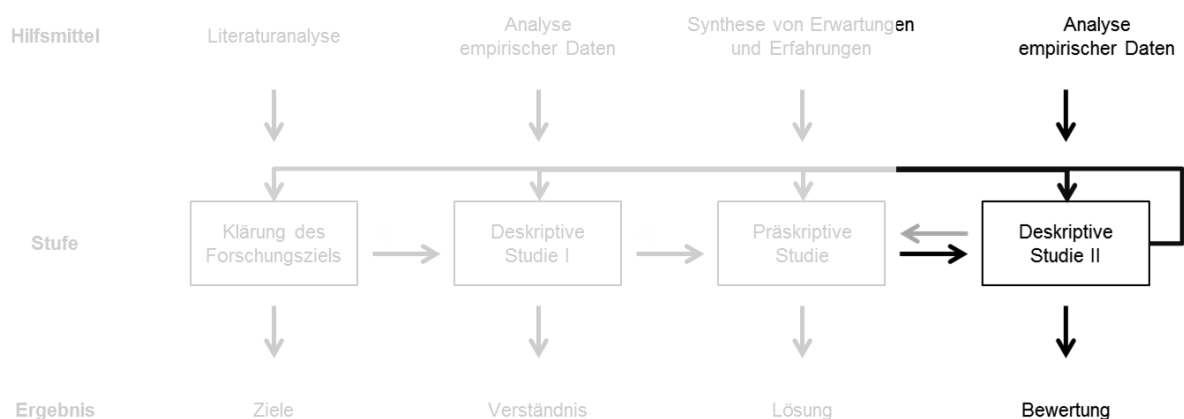 Hilfsmittel
Literaturanalyse
Analyse
empirischer Daten
Synthese von Erwartungen
und Erfahrungen
Analyse
empirischer Daten
Stufe
Klärung des
Forschungsziels
Deskriptive
Studie I
Präskriptive
Studie
Deskriptive
Studie II
Ergebnis
Ziele
Verständnis
Lösung
Bewertung